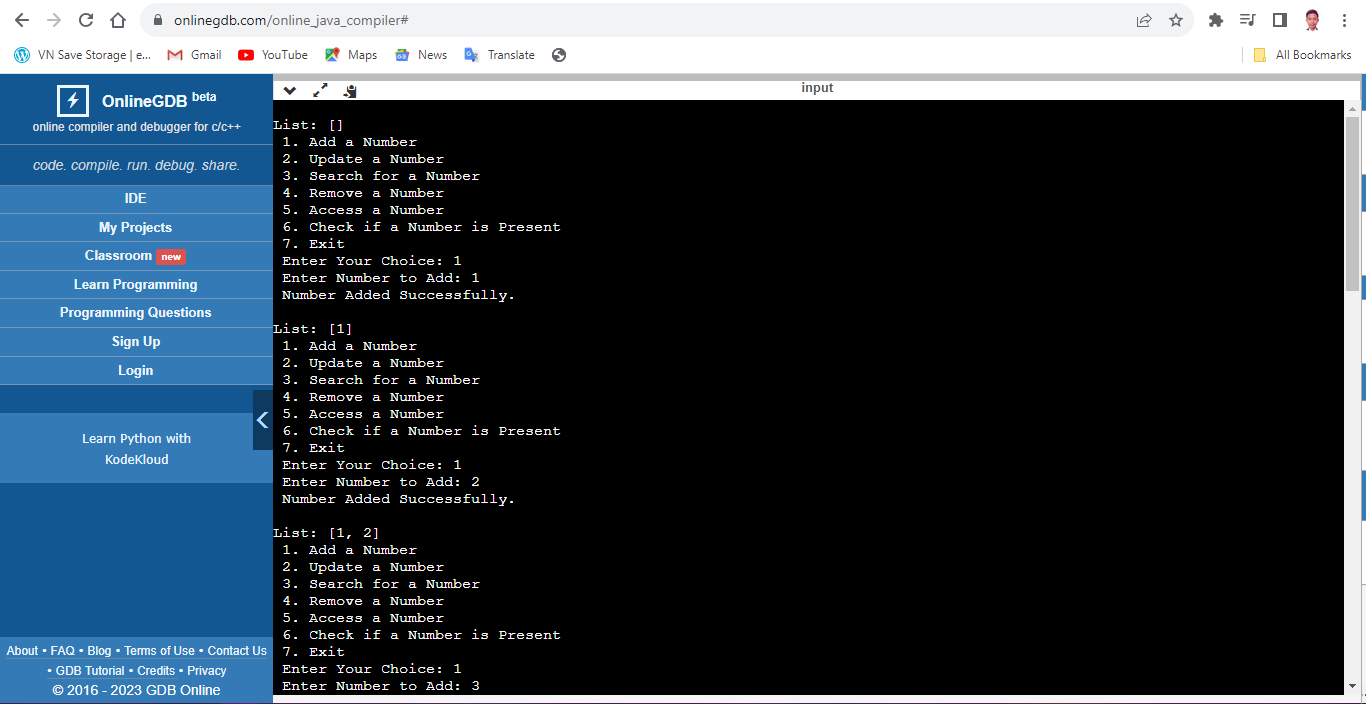 onlinegdb.com/online_java_compiler#
VN Save Storage | e... Gmail YouTube Maps News Translate All Bookmarks
OnlineGDB beta
online compiler and debugger for c/c++
code. compile. run. debug. share.
IDE
My Projects
Classroom new
Learn Programming
Programming Questions
Sign Up
Login
Learn Python with
KodeKloud
About • FAQ • Blog • Terms of Use • Contact Us
• GDB Tutorial • Credits • Privacy
© 2016 - 2023 GDB Online
input
List: []
1. Add a Number
2. Update a Number
3. Search for a Number
4. Remove a Number
5. Access a Number
6. Check if a Number is Present
7. Exit
Enter Your Choice: 1
Enter Number to Add: 1
Number Added Successfully.
List: [1]
1. Add a Number
2. Update a Number
3. Search for a Number
4. Remove a Number
5. Access a Number
6. Check if a Number is Present
7. Exit
Enter Your Choice: 1
Enter Number to Add: 2
Number Added Successfully.
List: [1, 2]
1. Add a Number
2. Update a Number
3. Search for a Number
4. Remove a Number
5. Access a Number
6. Check if a Number is Present
7. Exit
Enter Your Choice: 1
Enter Number to Add: 3